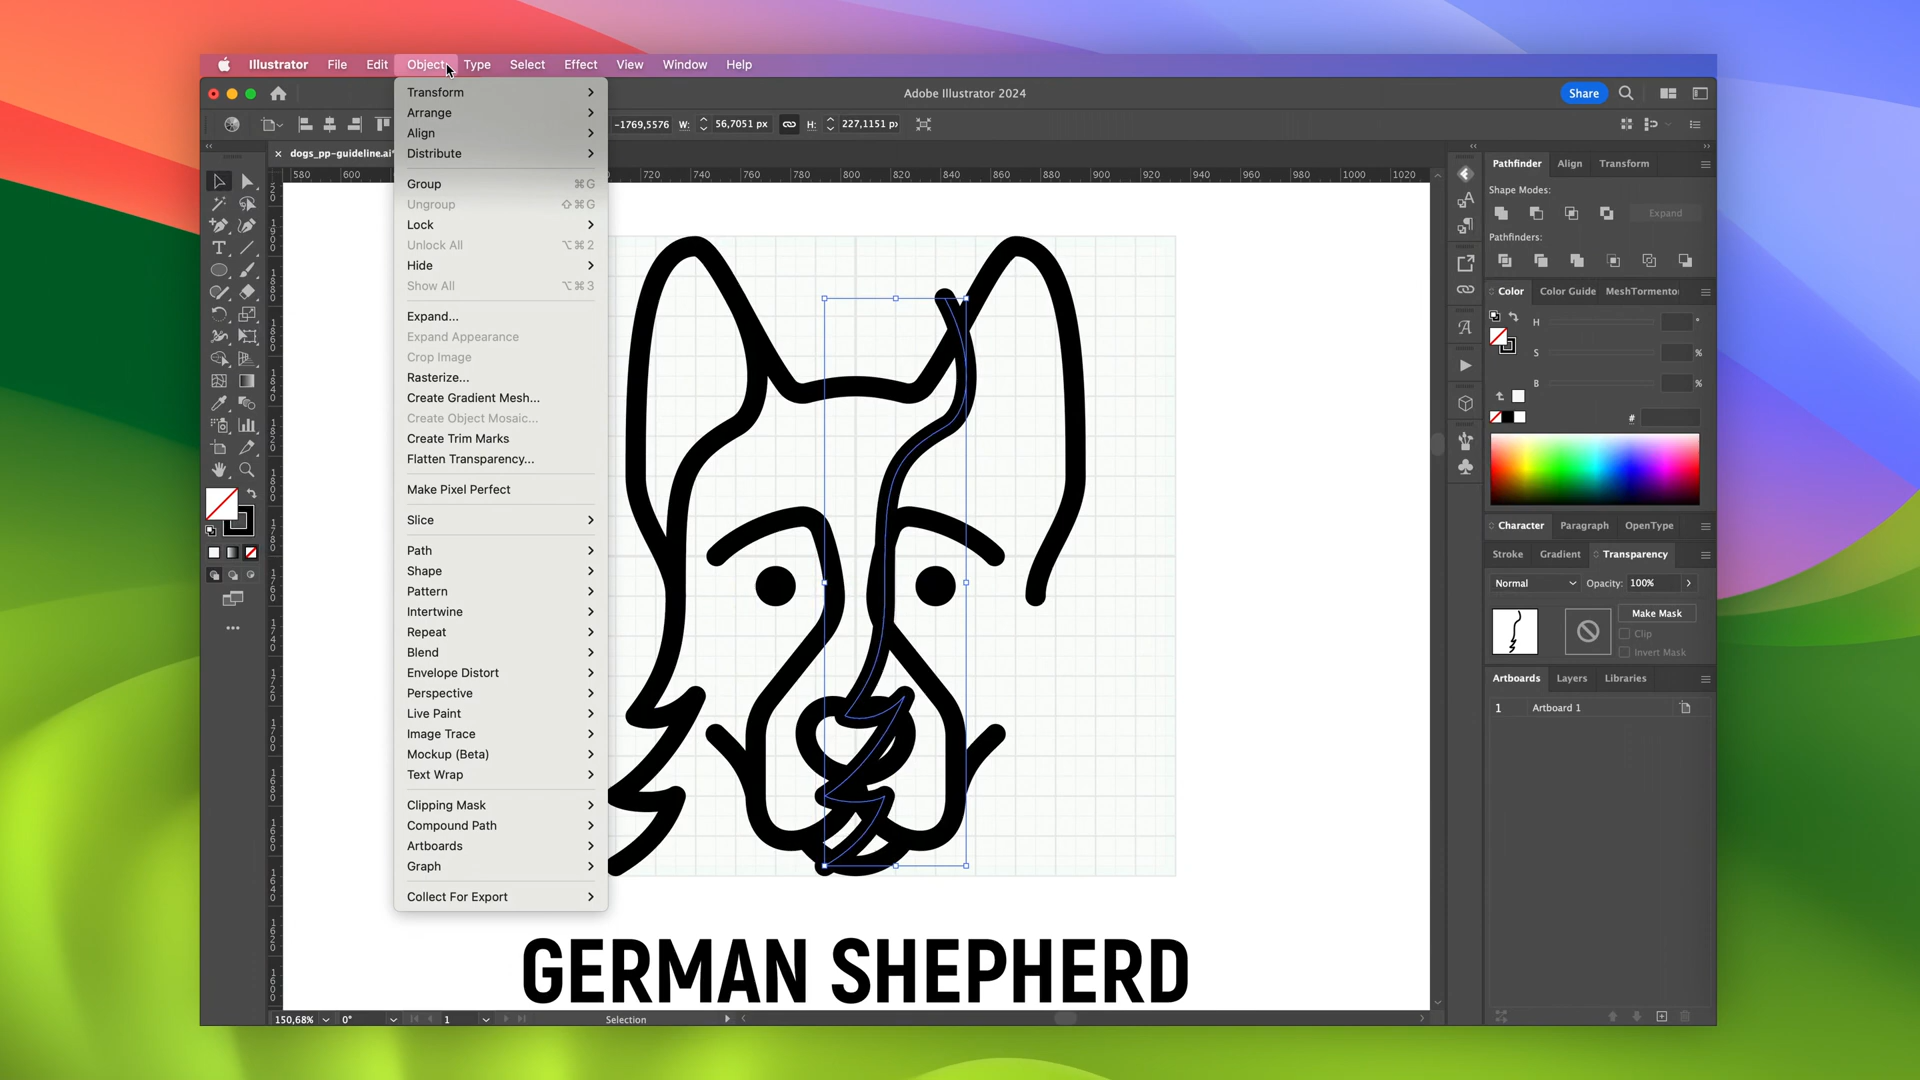 Illustrator File Edit Object Type Select Effect View Window Help
Adobe Illustrator 2024
Share
-1769,5576 W: 56,7051 px H: 227,1151 px
dogs_pp-guideline.ai*
580 600 720 740 760 780 800 820 840 860 880 900 920 940 960 980 1000 1020
Transform
Arrange
Align
Distribute
Group ⌘G
Ungroup ⇧⌘G
Lock
Unlock All ⌥⌘2
Hide
Show All ⌥⌘3
Expand...
Expand Appearance
Crop Image
Rasterize...
Create Gradient Mesh...
Create Object Mosaic...
Create Trim Marks
Flatten Transparency...
Make Pixel Perfect
Slice
Path
Shape
Pattern
Intertwine
Repeat
Blend
Envelope Distort
Perspective
Live Paint
Image Trace
Mockup (Beta)
Text Wrap
Clipping Mask
Compound Path
Artboards
Graph
Collect For Export
GERMAN SHEPHERD
150,68% 0° 1 Selection
Pathfinder Align Transform
Shape Modes:
Expand
Pathfinders:
Color Color Guide MeshTormento
H °
S %
B %
#
Character Paragraph OpenType
Stroke Gradient Transparency
Normal Opacity: 100%
Make Mask
Clip
Invert Mask
Artboards Layers Libraries
1 Artboard 1